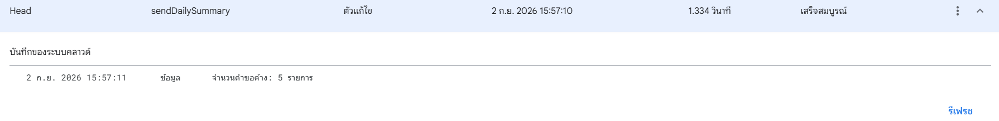 Head sendDailySummary ตัวแก้ไข 2 ก.ย. 2026 15:57:10 1.334 วินาที เสร็จสมบูรณ์
บันทึกของระบบคลาวด์
2 ก.ย. 2026 15:57:11 ข้อมูล จำนวนคำขอค้าง: 5 รายการ
รีเฟรช